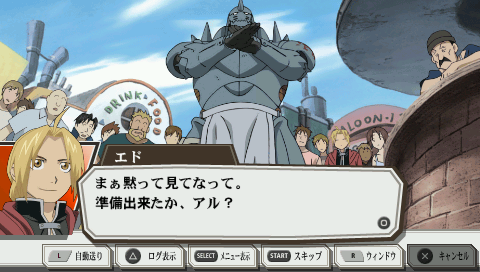 DRINK & FOOD
LOON-1
エド
まぁ黙って見てなって。
準備出来たか、アル？
L 自動送り
△ ログ表示
SELECT メニュー表示
START スキップ
R ウィンドウ
× キャンセル